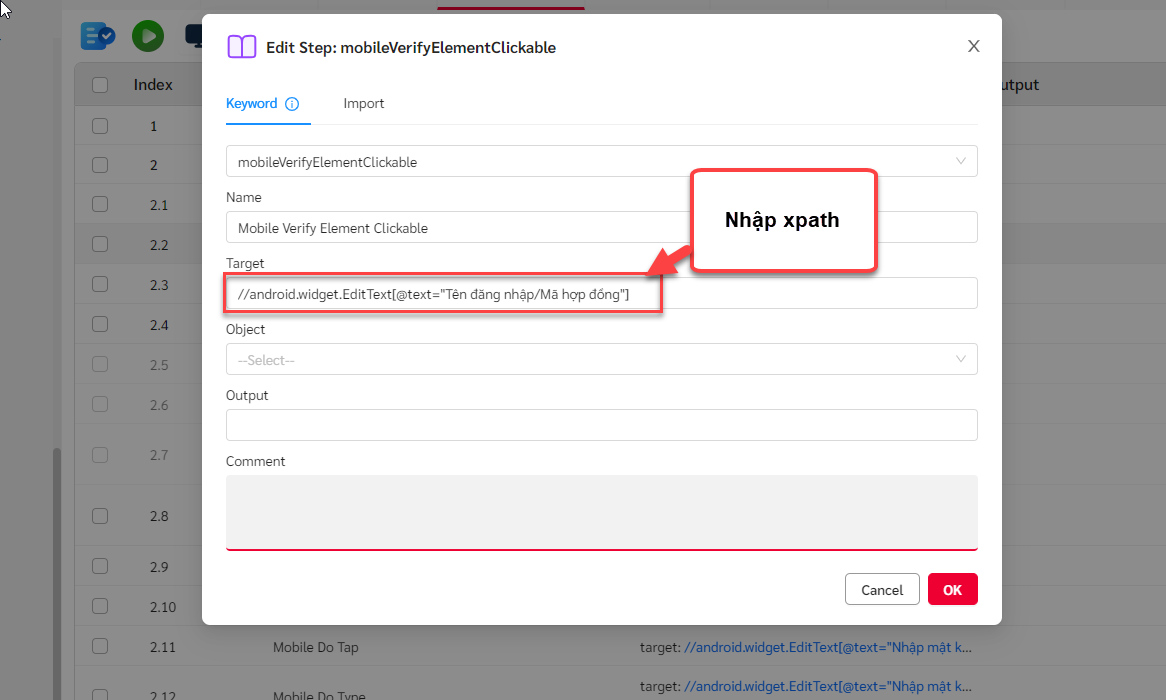 Edit Step: mobileVerifyElementClickable
Keyword
Import
Index
utput
1
mobileVerifyElementClickable
2
Name
2.1
Mobile Verify Element Clickable
Nhập xpath
2.2
Target
2.3
//android.widget.EditText[@text="Tên đăng nhập/Mã hợp đồng"]
2.4
Object
2.5
--Select--
Output
2.6
2.7
Comment
2.8
2.9
Cancel
OK
2.10
2.11 Mobile Do Tap target: //android.widget.EditText[@text="Nhập mật k...
2.12 Mobile Do Type target: //android.widget.EditText[@text="Nhập mật k...